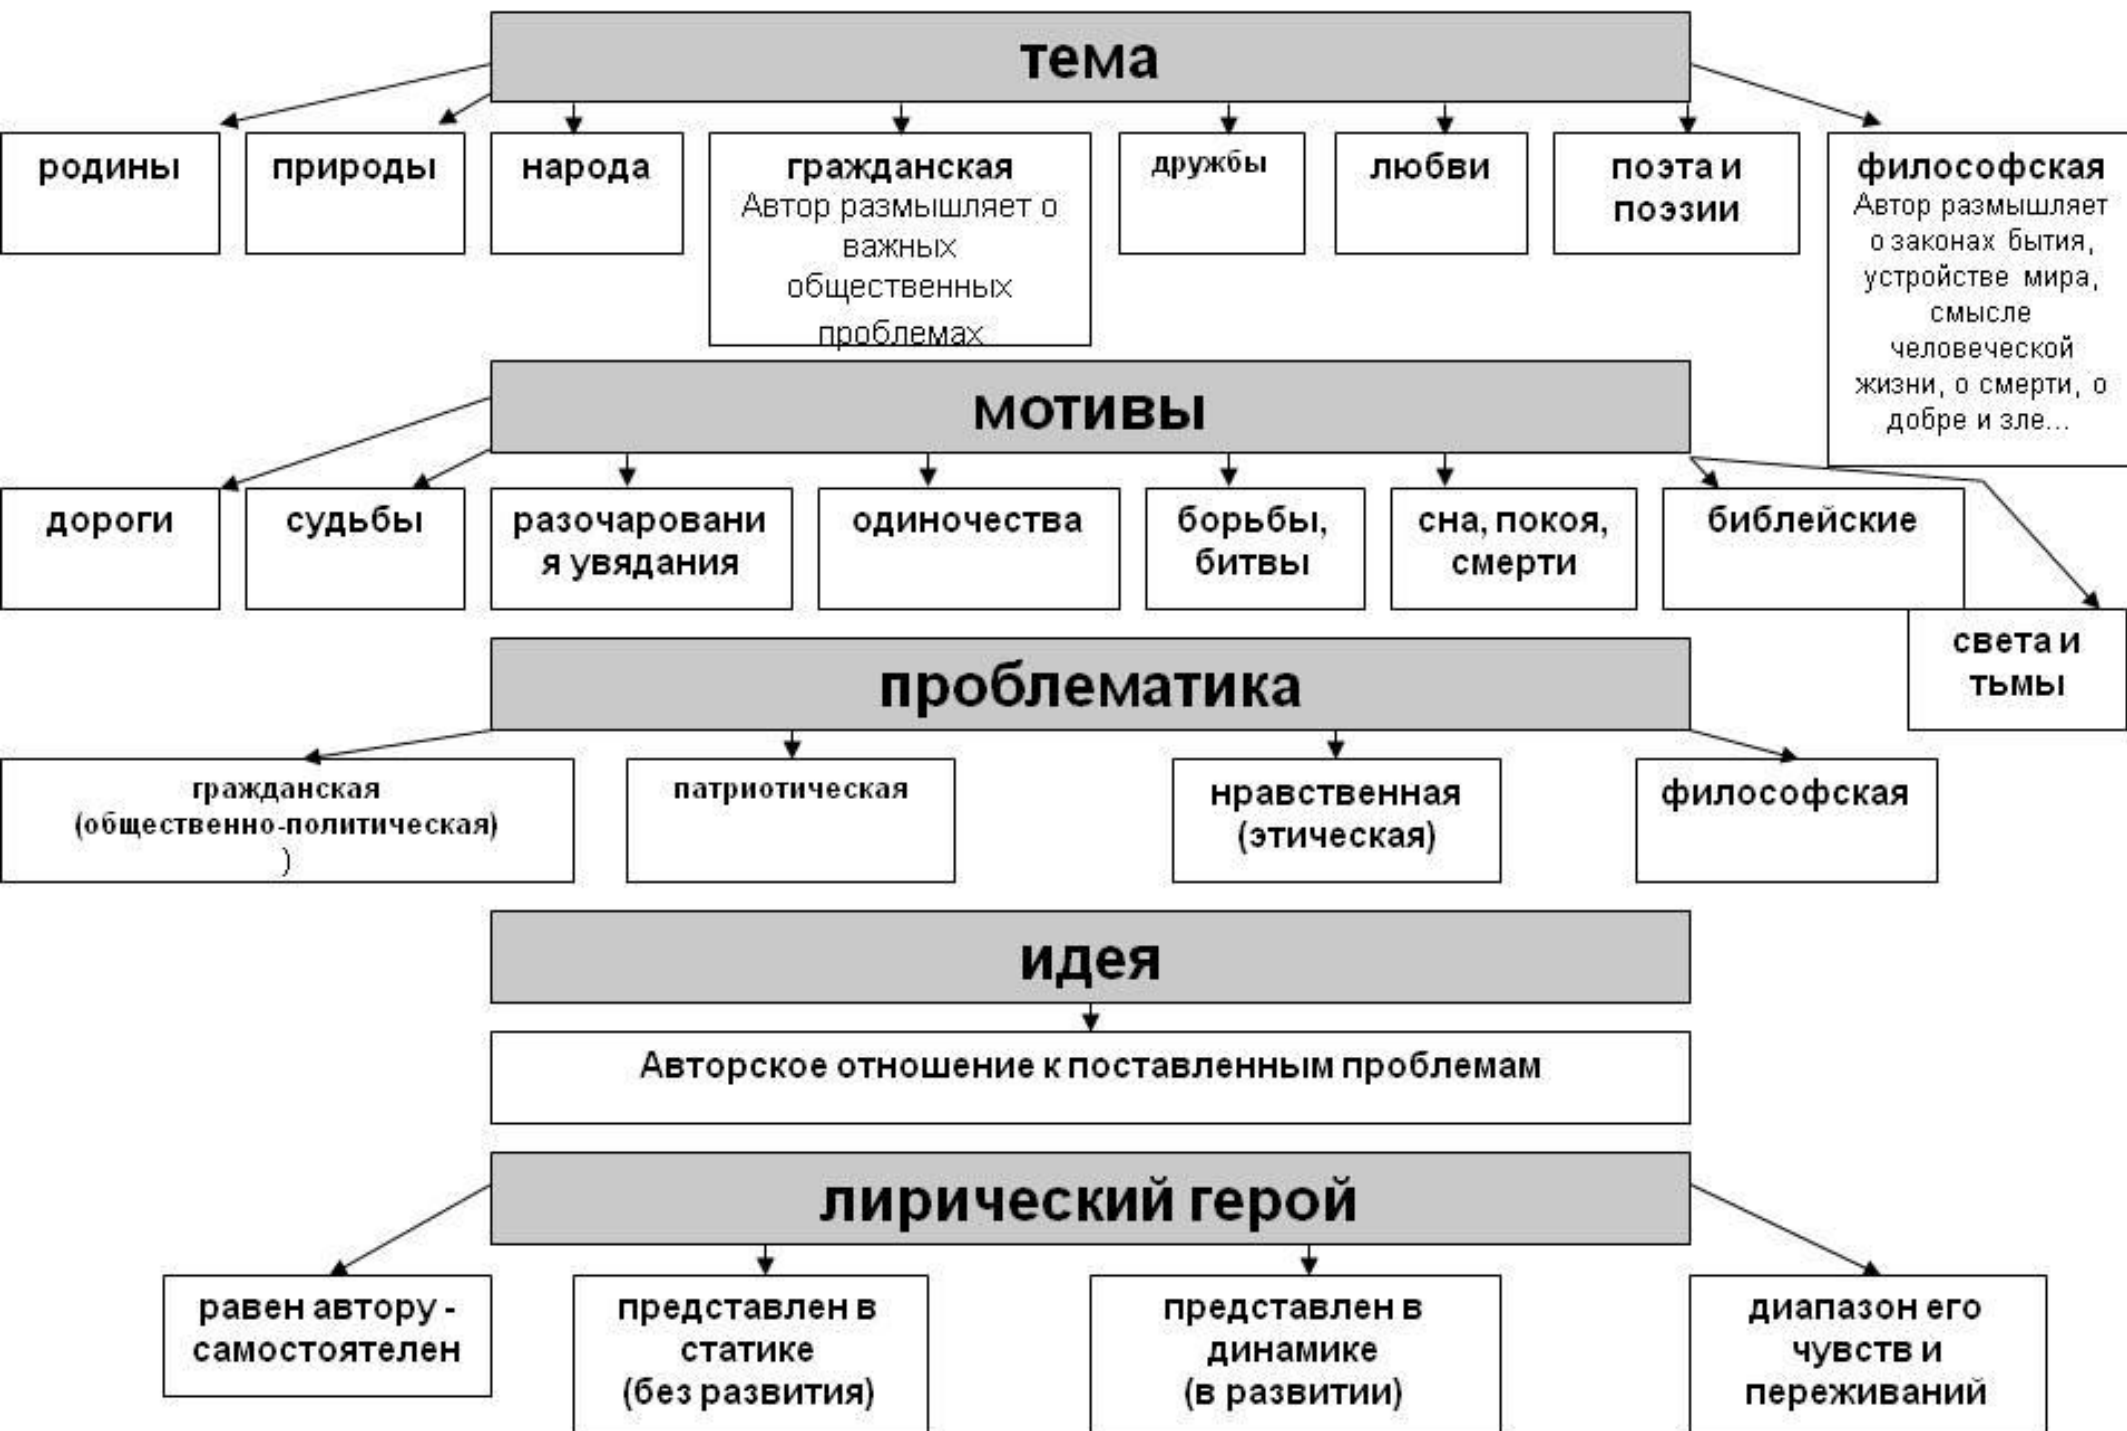 тема
родины
природы
народа
гражданская
Автор размышляет о
важных
общественных
проблемах
дружбы
любви
поэта и
поэзии
философская
Автор размышляет
о законах бытия,
устройстве мира,
смысле
человеческой
жизни, о смерти, о
добре и зле...
мотивы
дороги
судьбы
разочаровани
я увядания
одиночества
борьбы,
битвы
сна, покоя,
смерти
библейские
света и
тьмы
проблематика
гражданская
(общественно-политическая)
)
патриотическая
нравственная
(этическая)
философская
идея
Авторское отношение к поставленным проблемам
лирический герой
равен автору -
самостоятелен
представлен в
статике
(без развития)
представлен в
динамике
(в развитии)
диапазон его
чувств и
переживаний